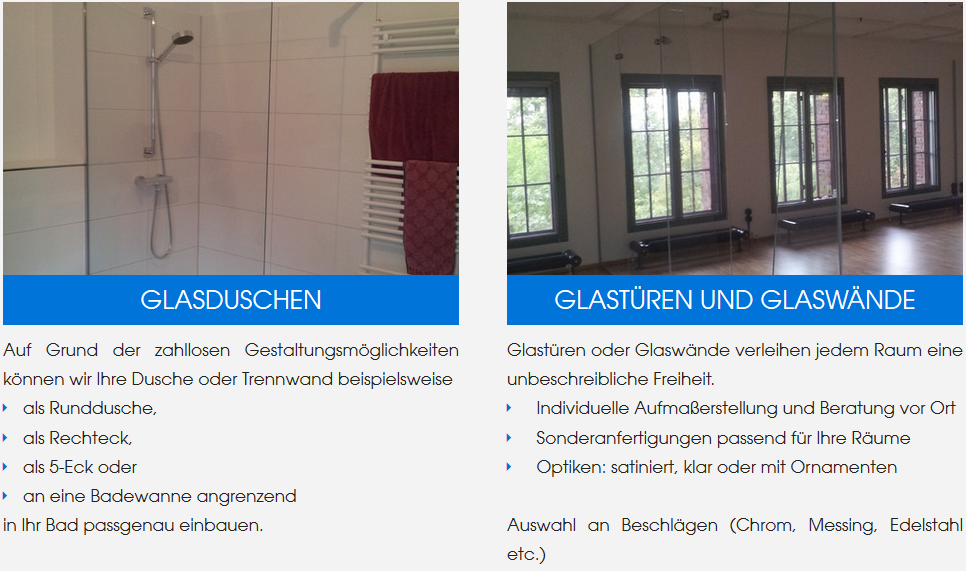 GLASDUSCHEN
Auf Grund der zahllosen Gestaltungsmöglichkeiten
können wir Ihre Dusche oder Trennwand beispielsweise
als Runddusche,
als Rechteck,
als 5-Eck oder
an eine Badewanne angrenzend
in Ihr Bad passgenau einbauen.
GLASTÜREN UND GLASWÄNDE
Glastüren oder Glaswände verleihen jedem Raum eine
unbeschreibliche Freiheit.
Individuelle Aufmaßerstellung und Beratung vor Ort
Sonderanfertigungen passend für Ihre Räume
Optiken: satiniert, klar oder mit Ornamenten
Auswahl an Beschlägen (Chrom, Messing, Edelstahl
etc.)